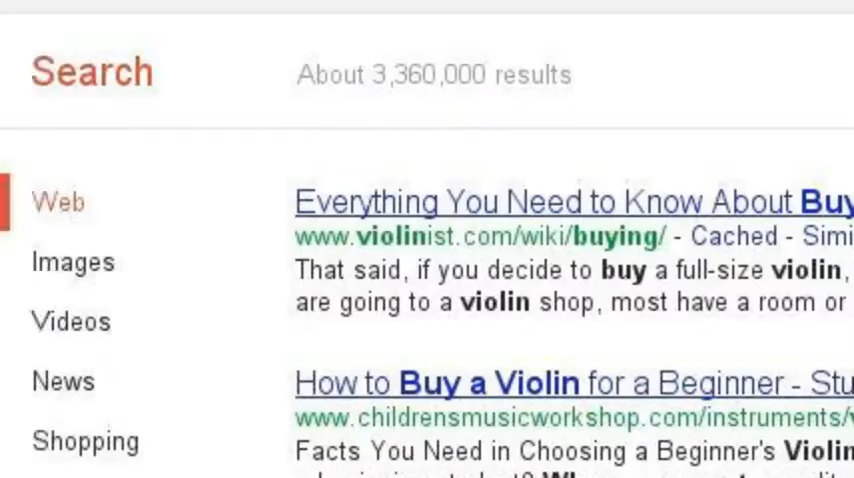 Search
About 3,360,000 results
Web
Images
Videos
News
Shopping
Everything You Need to Know About Buy
www.violinist.com/wiki/buying/ - Cached - Simi
That said, if you decide to buy a full-size violin,
are going to a violin shop, most have a room or
How to Buy a Violin for a Beginner - Stu
www.childrensmusicworkshop.com/instruments/v
Facts You Need in Choosing a Beginner's Violin